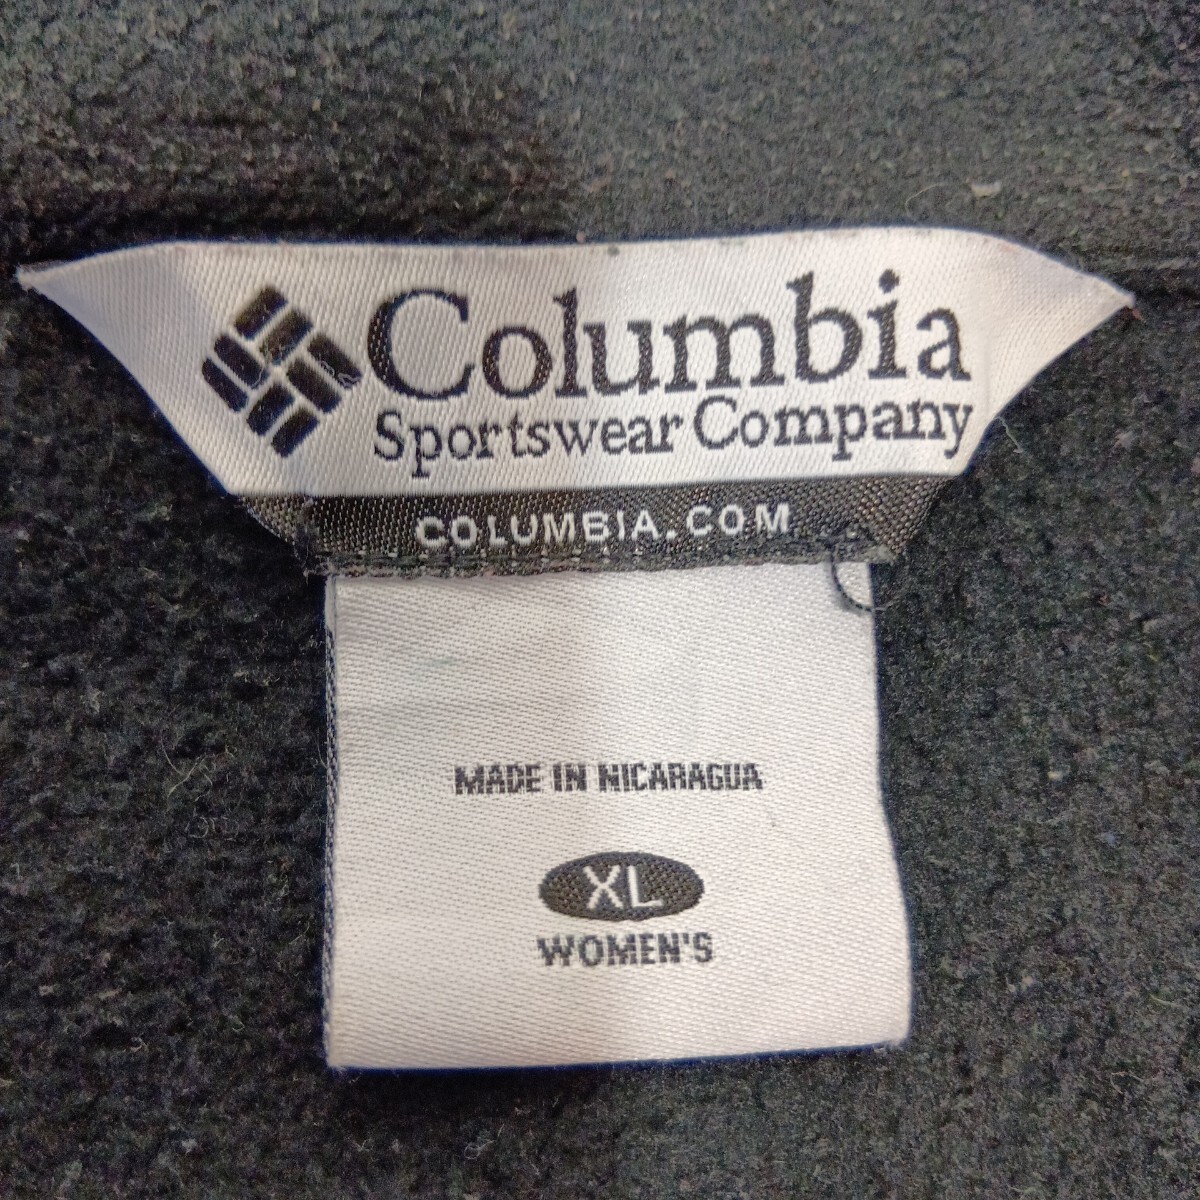 Columbia
Sportswear Company
COLUMBIA.COM
MADE IN NICARAGUA
XL
WOMEN'S